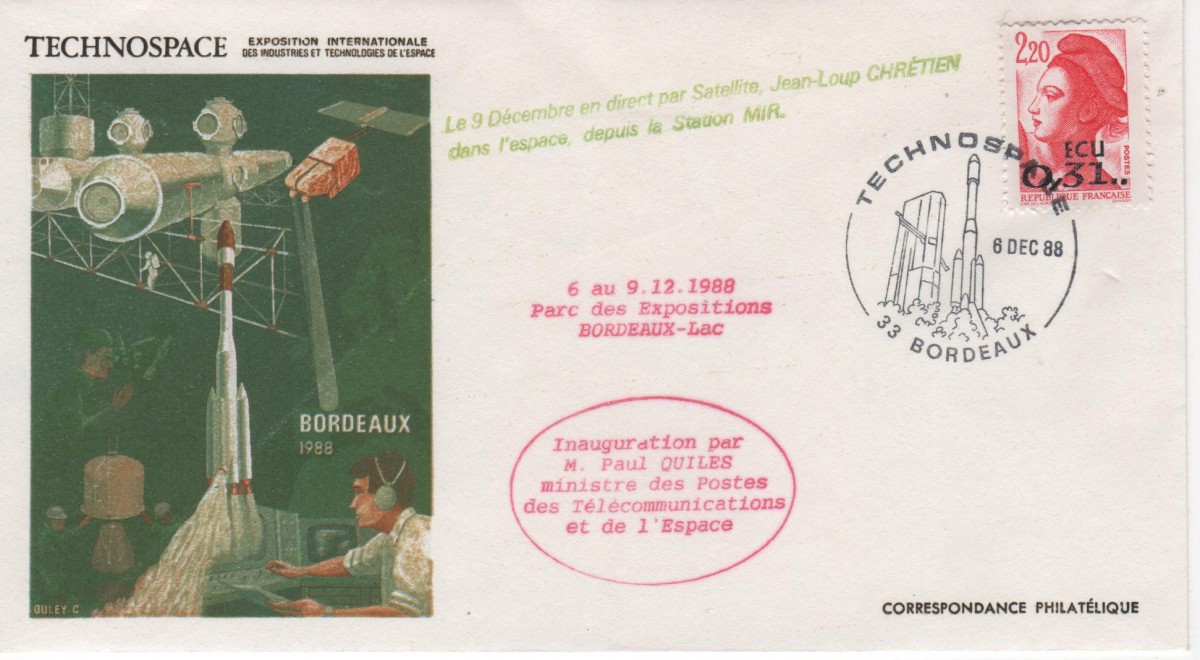 TECHNOSPACE
EXPOSITION INTERNATIONALE
DES INDUSTRIES ET TECHNOLOGIES DE L'ESPACE
Le 9 Décembre en direct par Satellite, Jean-Loup CHRÉTIEN
dans l'espace, depuis la Station MIR.
2,20
POSTES
ECU
0,31..
REPUBLIQUE FRANÇAISE
TECHNOSPACE
6 DEC 88
33 BORDEAUX
6 au 9.12.1988
Parc des Expositions
BORDEAUX-Lac
BORDEAUX
1988
Inauguration par
M. Paul QUILES
ministre des Postes
des Télécommunications
et de l'Espace
OULEY C
CORRESPONDANCE PHILATÉLIQUE